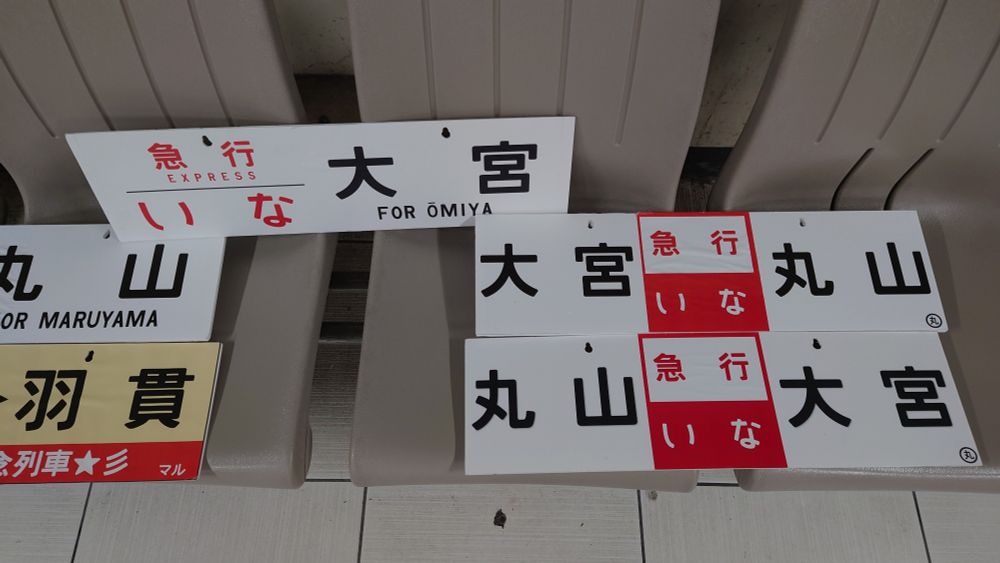 急行
EXPRESS
いな
大宮
FOR ŌMIYA
丸山
OR MARUYAMA
羽貫
列車★彡
マル
大宮 急行 丸山
いな
丸
丸山 急行 大宮
いな
丸